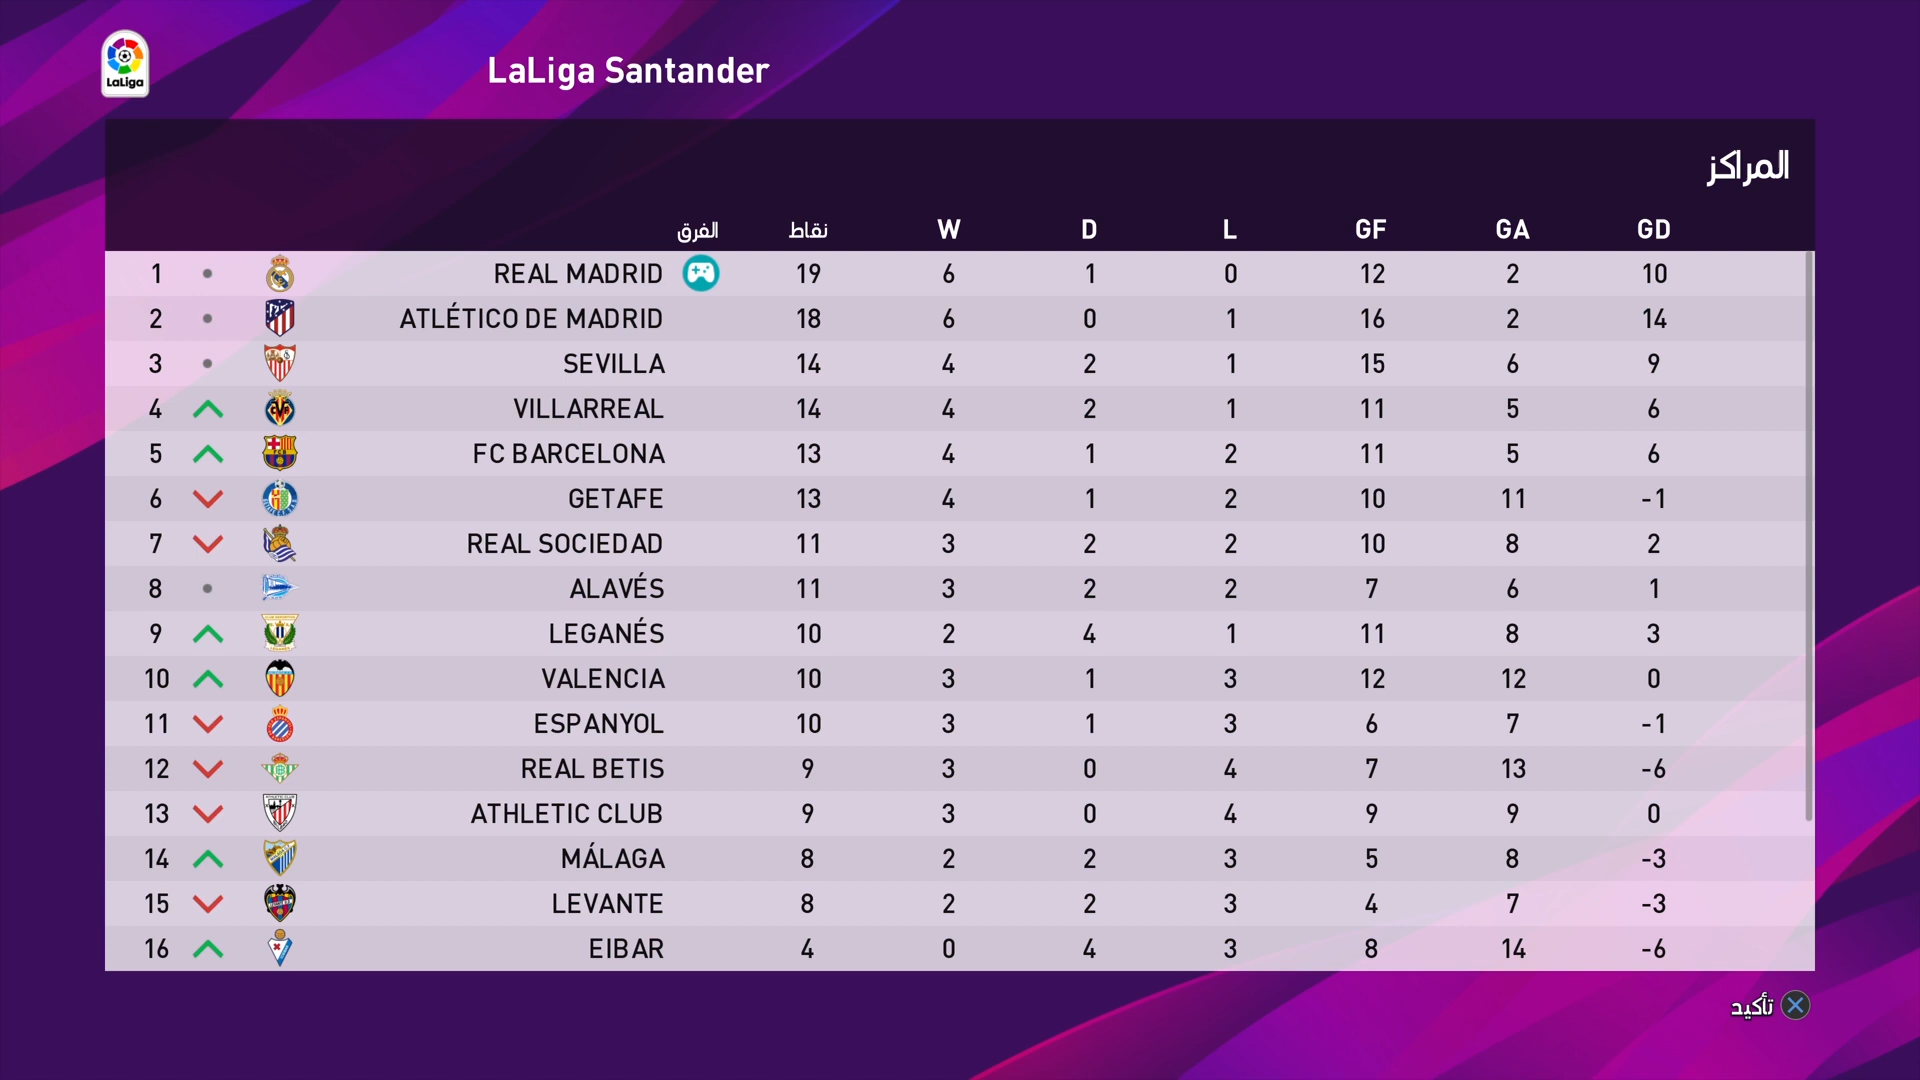 LaLiga
LaLiga Santander
المراكز
الفرق نقاط W D L GF GA GD
1 REAL MADRID 19 6 1 0 12 2 10
2 ATLÉTICO DE MADRID 18 6 0 1 16 2 14
3 SEVILLA 14 4 2 1 15 6 9
4 VILLARREAL 14 4 2 1 11 5 6
5 FC BARCELONA 13 4 1 2 11 5 6
6 GETAFE 13 4 1 2 10 11 -1
7 REAL SOCIEDAD 11 3 2 2 10 8 2
8 ALAVÉS 11 3 2 2 7 6 1
9 LEGANÉS 10 2 4 1 11 8 3
10 VALENCIA 10 3 1 3 12 12 0
11 ESPANYOL 10 3 1 3 6 7 -1
12 REAL BETIS 9 3 0 4 7 13 -6
13 ATHLETIC CLUB 9 3 0 4 9 9 0
14 MÁLAGA 8 2 2 3 5 8 -3
15 LEVANTE 8 2 2 3 4 7 -3
16 EIBAR 4 0 4 3 8 14 -6
تأكيد